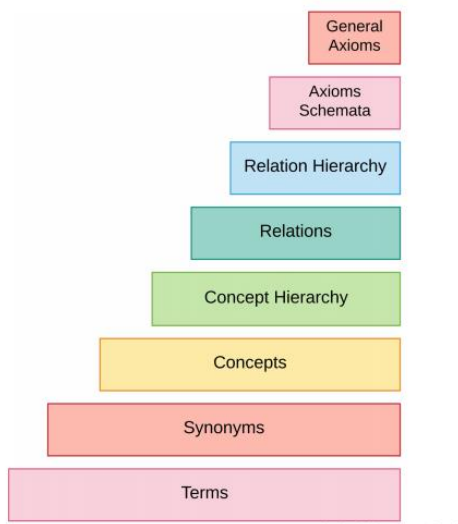 General
Axioms
Axioms
Schemata
Relation Hierarchy
Relations
Concept Hierarchy
Concepts
Synonyms
Terms